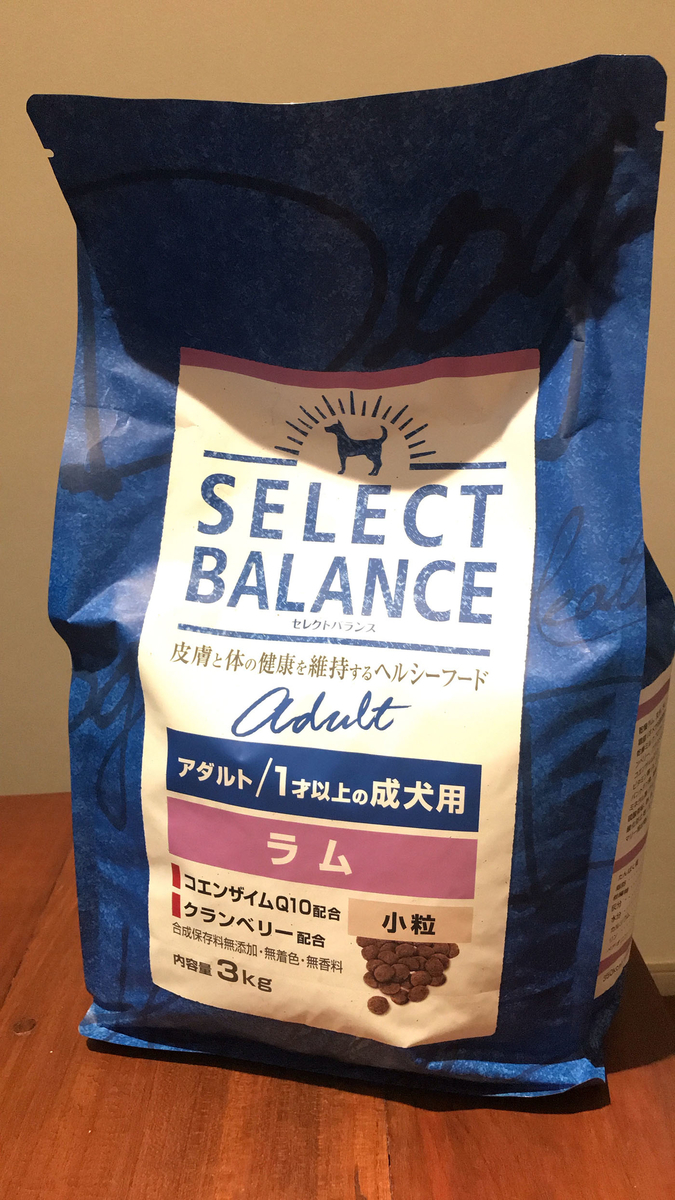 Dog
SELECT
BALANCE
セレクトバランス
皮膚と体の健康を維持するヘルシーフード
adult
アダルト/1才以上の成犬用
ラム
コエンザイムQ10配合
クランベリー配合
小粒
合成保存料無添加・無着色・無香料
内容量3kg